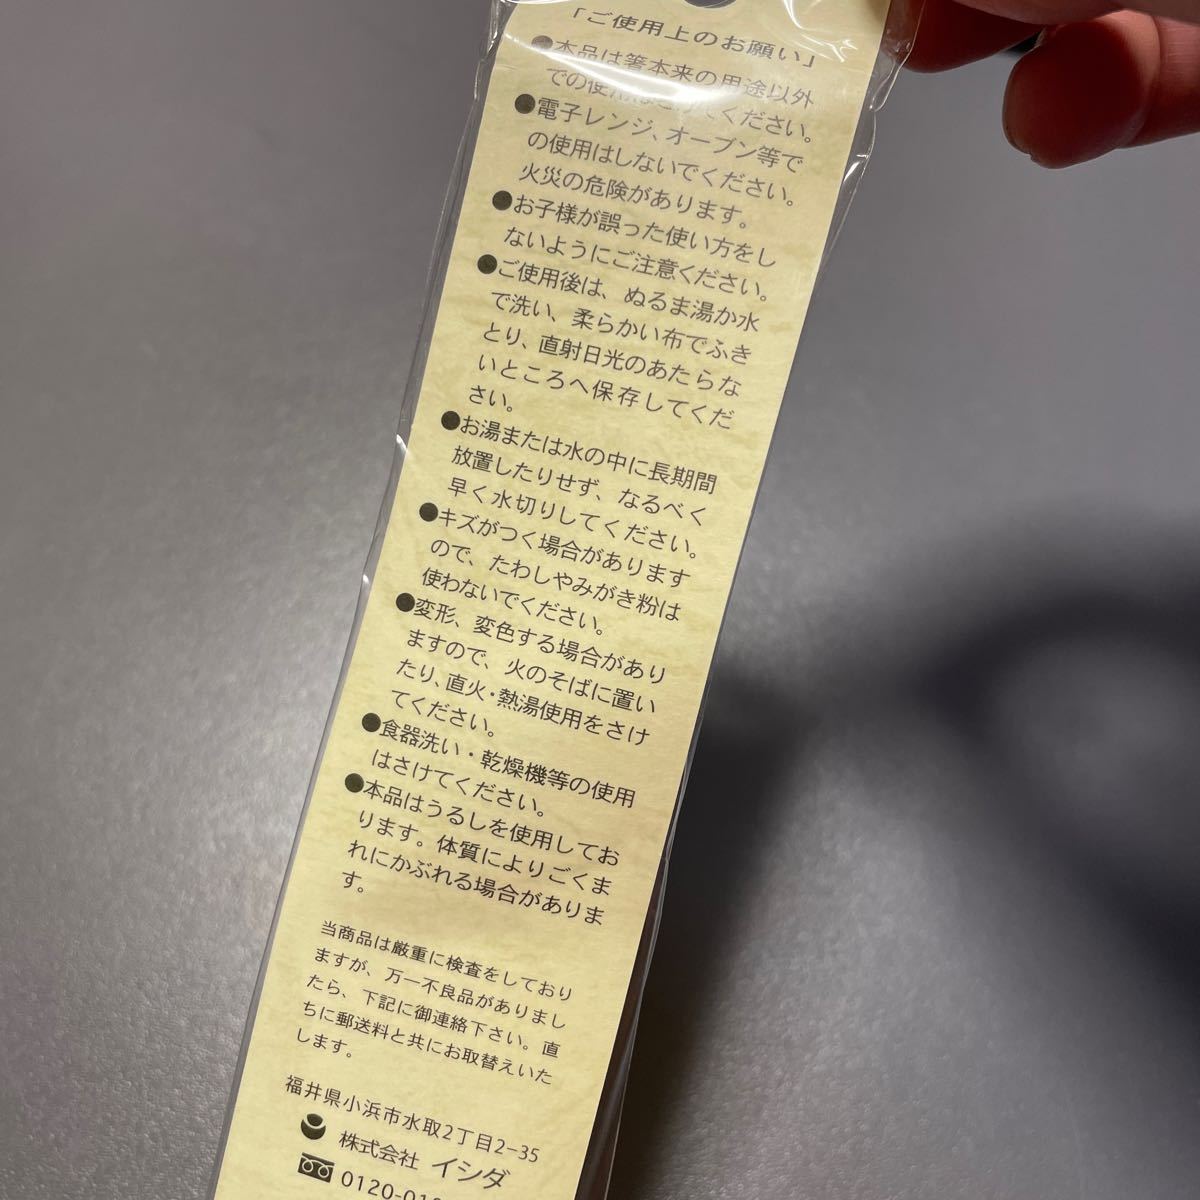 「ご使用上のお願い」
●本品は箸本来の用途以外
での使用は避けてください。
●電子レンジ、オーブン等で
の使用はしないでください。
火災の危険があります。
●お子様が誤った使い方をし
ないようにご注意ください。
●ご使用後は、ぬるま湯か水
で洗い、柔らかい布でふき
とり、直射日光のあたらな
いところへ保存してくだ
さい。
●お湯または水の中に長期間
放置したりせず、なるべく
早く水切りしてください。
●キズがつく場合があります
ので、たわしやみがき粉は
使わないでください。
●変形、変色する場合があり
ますので、火のそばに置い
たり、直火・熱湯使用をさけ
てください。
●食器洗い・乾燥機等の使用
はさけてください。
●本品はうるしを使用してお
ります。体質によりごくま
れにかぶれる場合がありま
す。
当商品は厳重に検査をしており
ますが、万一不良品がありまし
たら、下記に御連絡下さい。直
ちに郵送料と共にお取替えいた
します。
福井県小浜市水取2丁目2-35
株式会社 イシダ
0120-01